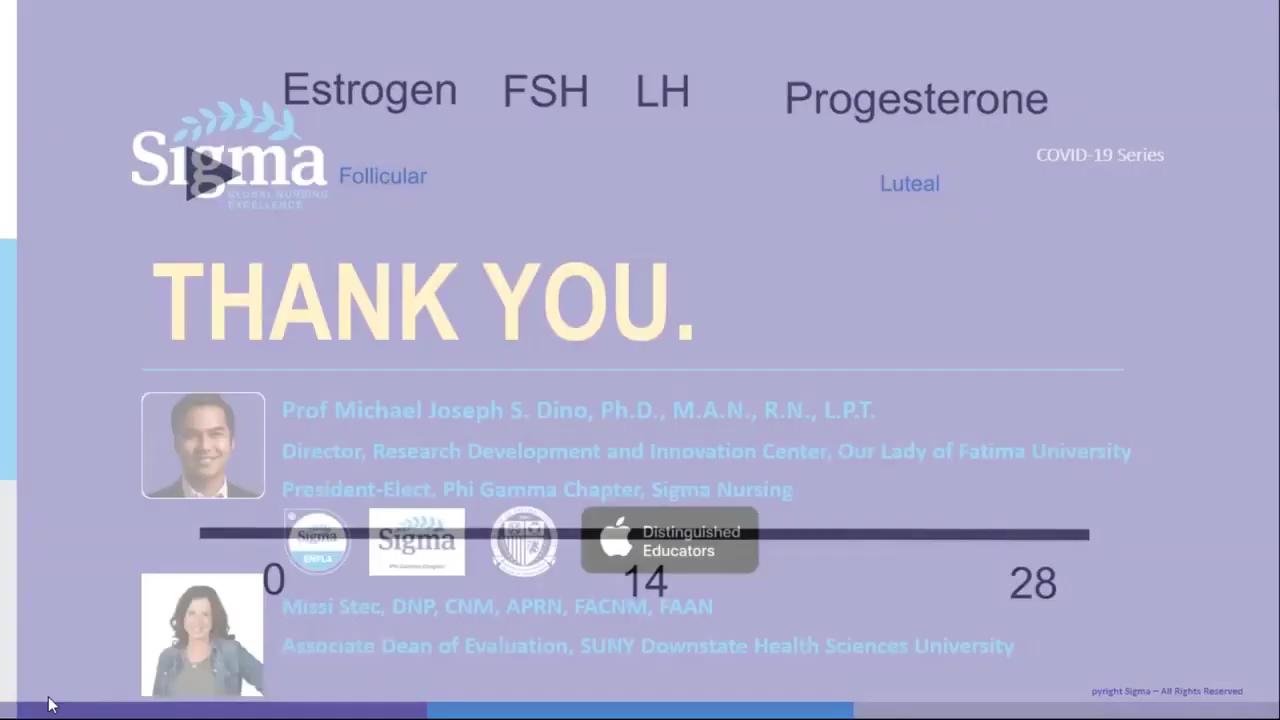 Estrogen FSH LH Progesterone
Sigma
COVID-19 Series
Follicular
Luteal
GLOBAL NURSING
EXCELLENCE
THANK YOU.
Prof Michael Joseph S. Dino, Ph.D., M.A.N., R.N., L.P.T.
Director, Research Development and Innovation Center, Our Lady of Fatima University
President-Elect, Phi Gamma Chapter, Sigma Nursing
Sigma
Sigma
Distinguished
Educators
Phi Gamma Chapter
0 14 28
Missi Stec, DNP, CNM, APRN, FACNM, FAAN
Associate Dean of Evaluation, SUNY Downstate Health Sciences University
pyright Sigma – All Rights Reserved